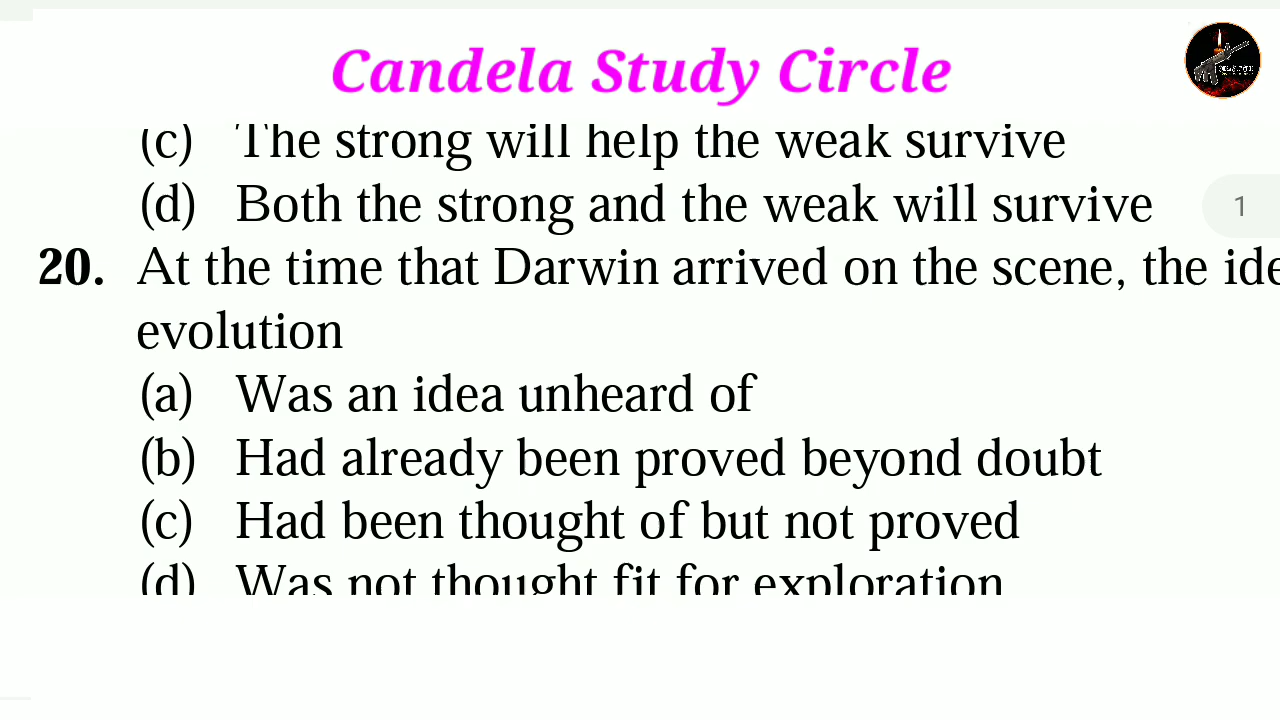 Candela Study Circle
(c) The strong will help the weak survive
(d) Both the strong and the weak will survive
1
20. At the time that Darwin arrived on the scene, the ide
evolution
(a) Was an idea unheard of
(b) Had already been proved beyond doubt
(c) Had been thought of but not proved
(d) Was not thought fit for exploration